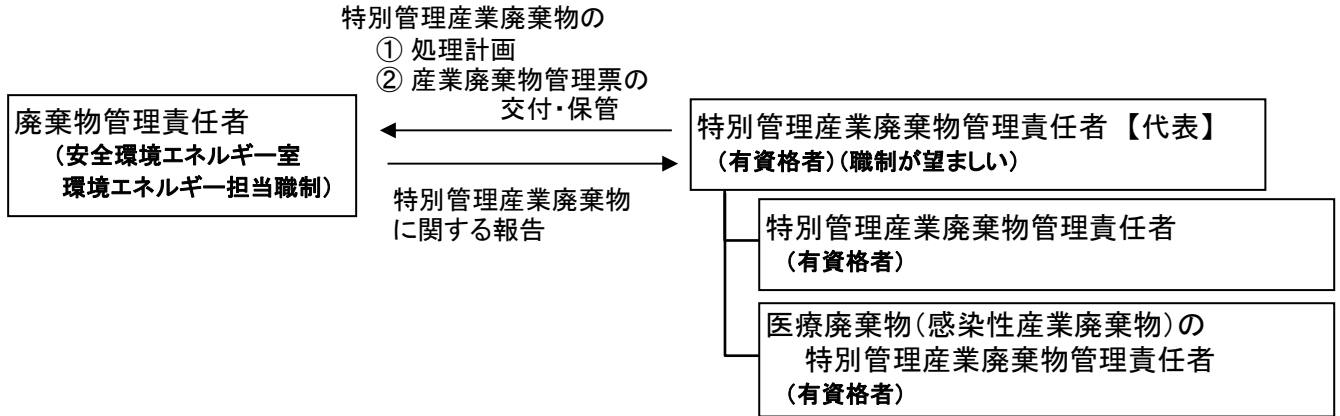 特別管理産業廃棄物の
① 処理計画
② 産業廃棄物管理票の
交付・保管
廃棄物管理責任者
(安全環境エネルギー室
環境エネルギー担当職制)
特別管理産業廃棄物
に関する報告
特別管理産業廃棄物管理責任者 【代表】
(有資格者)(職制が望ましい)
特別管理産業廃棄物管理責任者
(有資格者)
医療廃棄物(感染性産業廃棄物)の
特別管理産業廃棄物管理責任者
(有資格者)